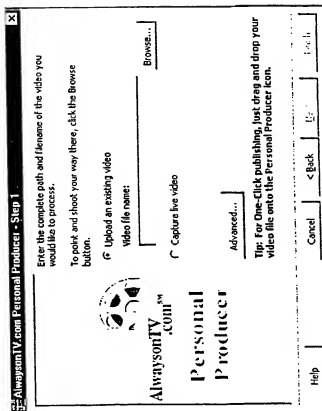 AlwaysonTV.com Personal Producer - Step 1
Enter the complete path and filename of the video you
would like to process.
To point and shoot your way there, click the Browse
button.
Upload an existing video
Video file name:
Browse...
Capture live video
Advanced...
Tip: For One-Click publishing, just drag and drop your
video file onto the Personal Producer icon.
AlwaysonTV
.com℠
Personal
Producer
Help
Cancel
< Back